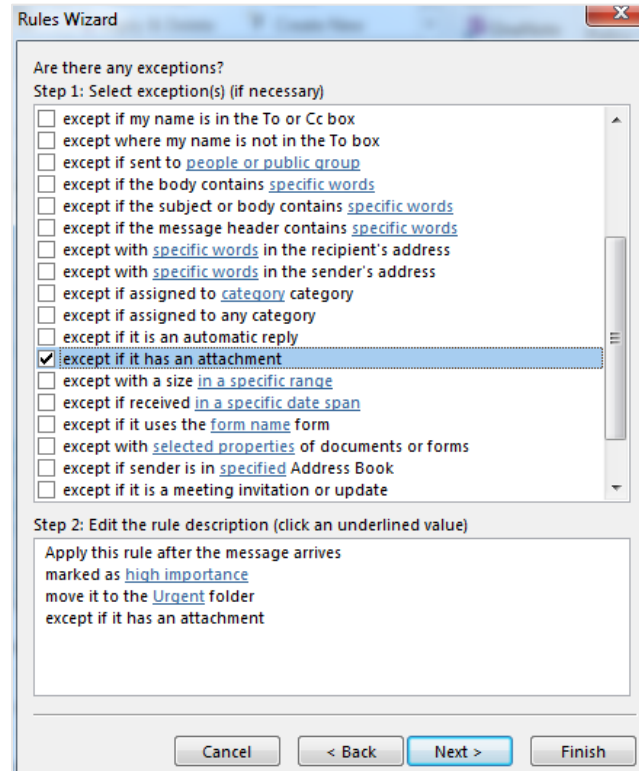 Rules Wizard
Are there any exceptions?
Step 1: Select exception(s) (if necessary)
except if my name is in the To or Cc box
except where my name is not in the To box
except if sent to people or public group
except if the body contains specific words
except if the subject or body contains specific words
except if the message header contains specific words
except with specific words in the recipient's address
except with specific words in the sender's address
except if assigned to category category
except if assigned to any category
except if it is an automatic reply
except if it has an attachment
except with a size in a specific range
except if received in a specific date span
except if it uses the form name form
except with selected properties of documents or forms
except if sender is in specified Address Book
except if it is a meeting invitation or update
Step 2: Edit the rule description (click an underlined value)
Apply this rule after the message arrives
marked as high importance
move it to the Urgent folder
except if it has an attachment
Cancel < Back Next > Finish